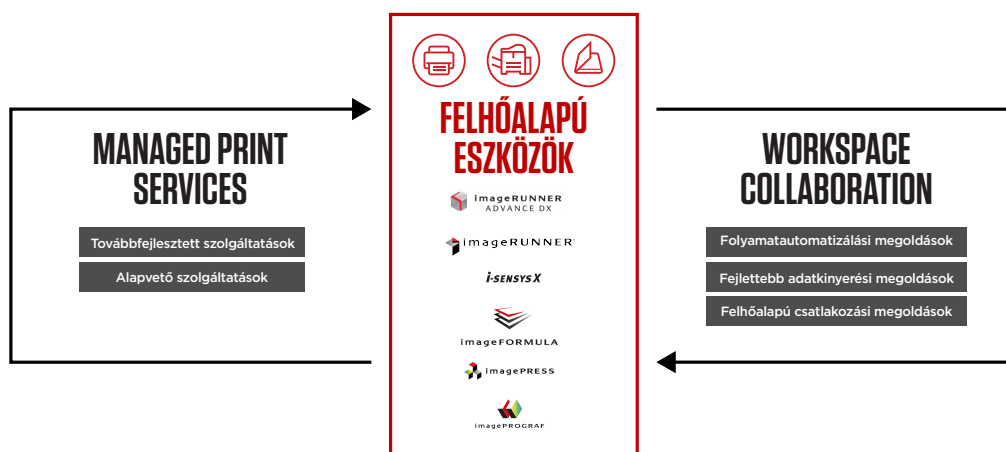 MANAGED PRINT
SERVICES
Továbbfejlesztett szolgáltatások
Alapvető szolgáltatások
FELHŐALAPÚ
ESZKÖZÖK
imageRUNNER
ADVANCE DX
imageRUNNER
i-SENSYS X
imageFORMULA
imagePRESS
imagePROGRAF
WORKSPACE
COLLABORATION
Folyamatautomatizálási megoldások
Fejlettebb adatkinyerési megoldások
Felhőalapú csatlakozási megoldások